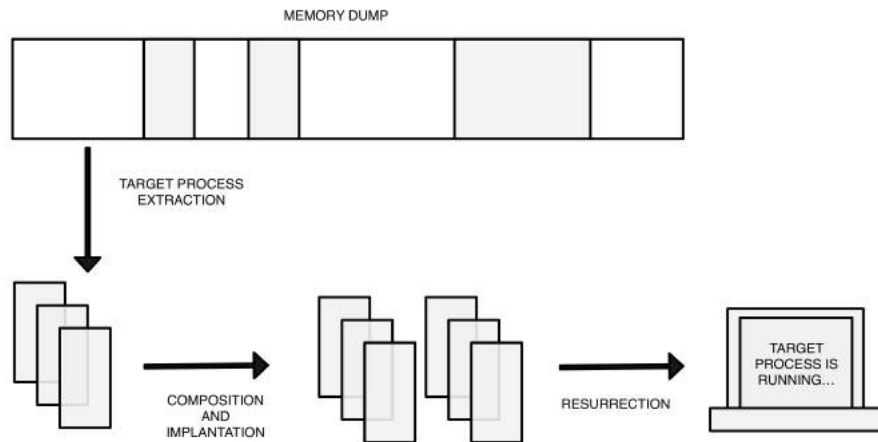 MEMORY DUMP
TARGET PROCESS
EXTRACTION
COMPOSITION
AND
IMPLANTATION
RESURRECTION
TARGET
PROCESS IS
RUNNING...